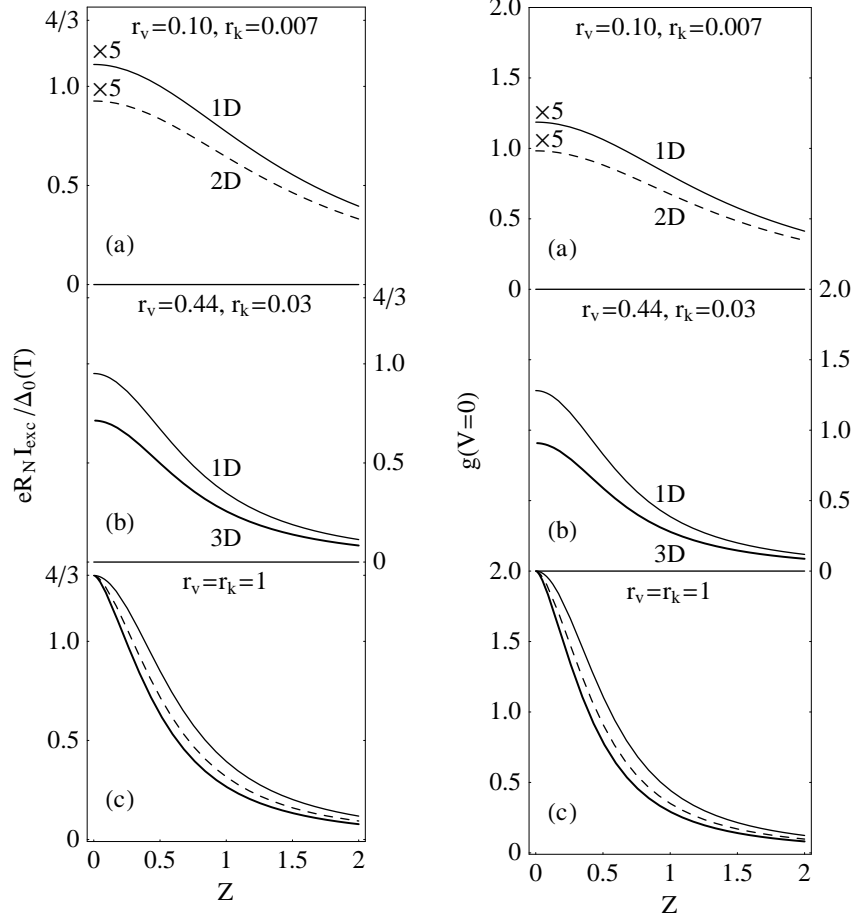 eR_N I_exc /Δ_0(T)
4/3
1.0
0.5
0
r_v=0.10, r_k=0.007
×5
×5
1D
2D
(a)
r_v=0.44, r_k=0.03
4/3
1.0
0.5
0
1D
3D
(b)
4/3
1.0
0.5
0
r_v=r_k=1
(c)
0 0.5 1 1.5 2
Z
g(V=0)
2.0
1.5
1.0
0.5
0
r_v=0.10, r_k=0.007
×5
×5
1D
2D
(a)
r_v=0.44, r_k=0.03
2.0
1.5
1.0
0.5
0
1D
3D
(b)
2.0
1.5
1.0
0.5
0
r_v=r_k=1
(c)
0 0.5 1 1.5 2
Z